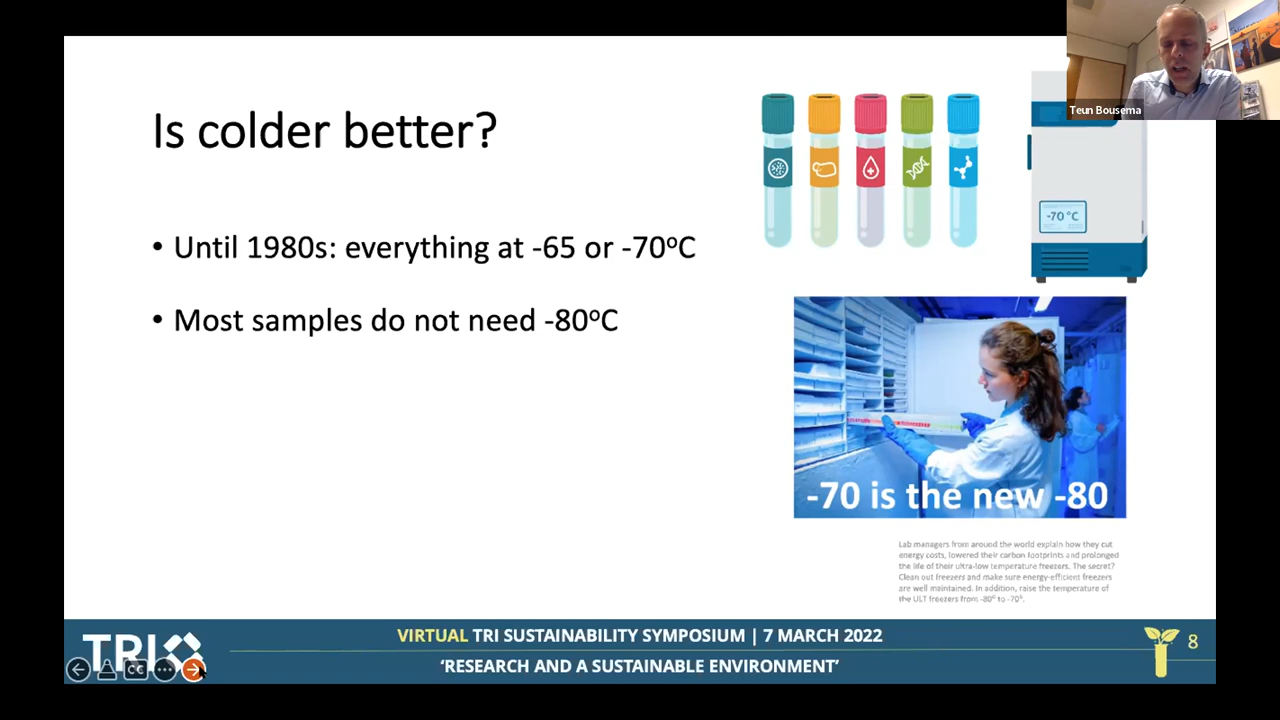 Teun Bousema
Is colder better?
-70 °C
• Until 1980s: everything at -65 or -70ºC
• Most samples do not need -80ºC
-70 is the new -80
Lab managers from around the world explain how they cut
energy costs, lowered their carbon footprints and prolonged
the life of their ultra-low temperature freezers. The secret?
Clean out freezers and make sure energy-efficient freezers
are well maintained. In addition, raise the temperature of
the ULT freezers from -80º to -70º.
TRI
VIRTUAL TRI SUSTAINABILITY SYMPOSIUM | 7 MARCH 2022
‘RESEARCH AND A SUSTAINABLE ENVIRONMENT’
8
CC